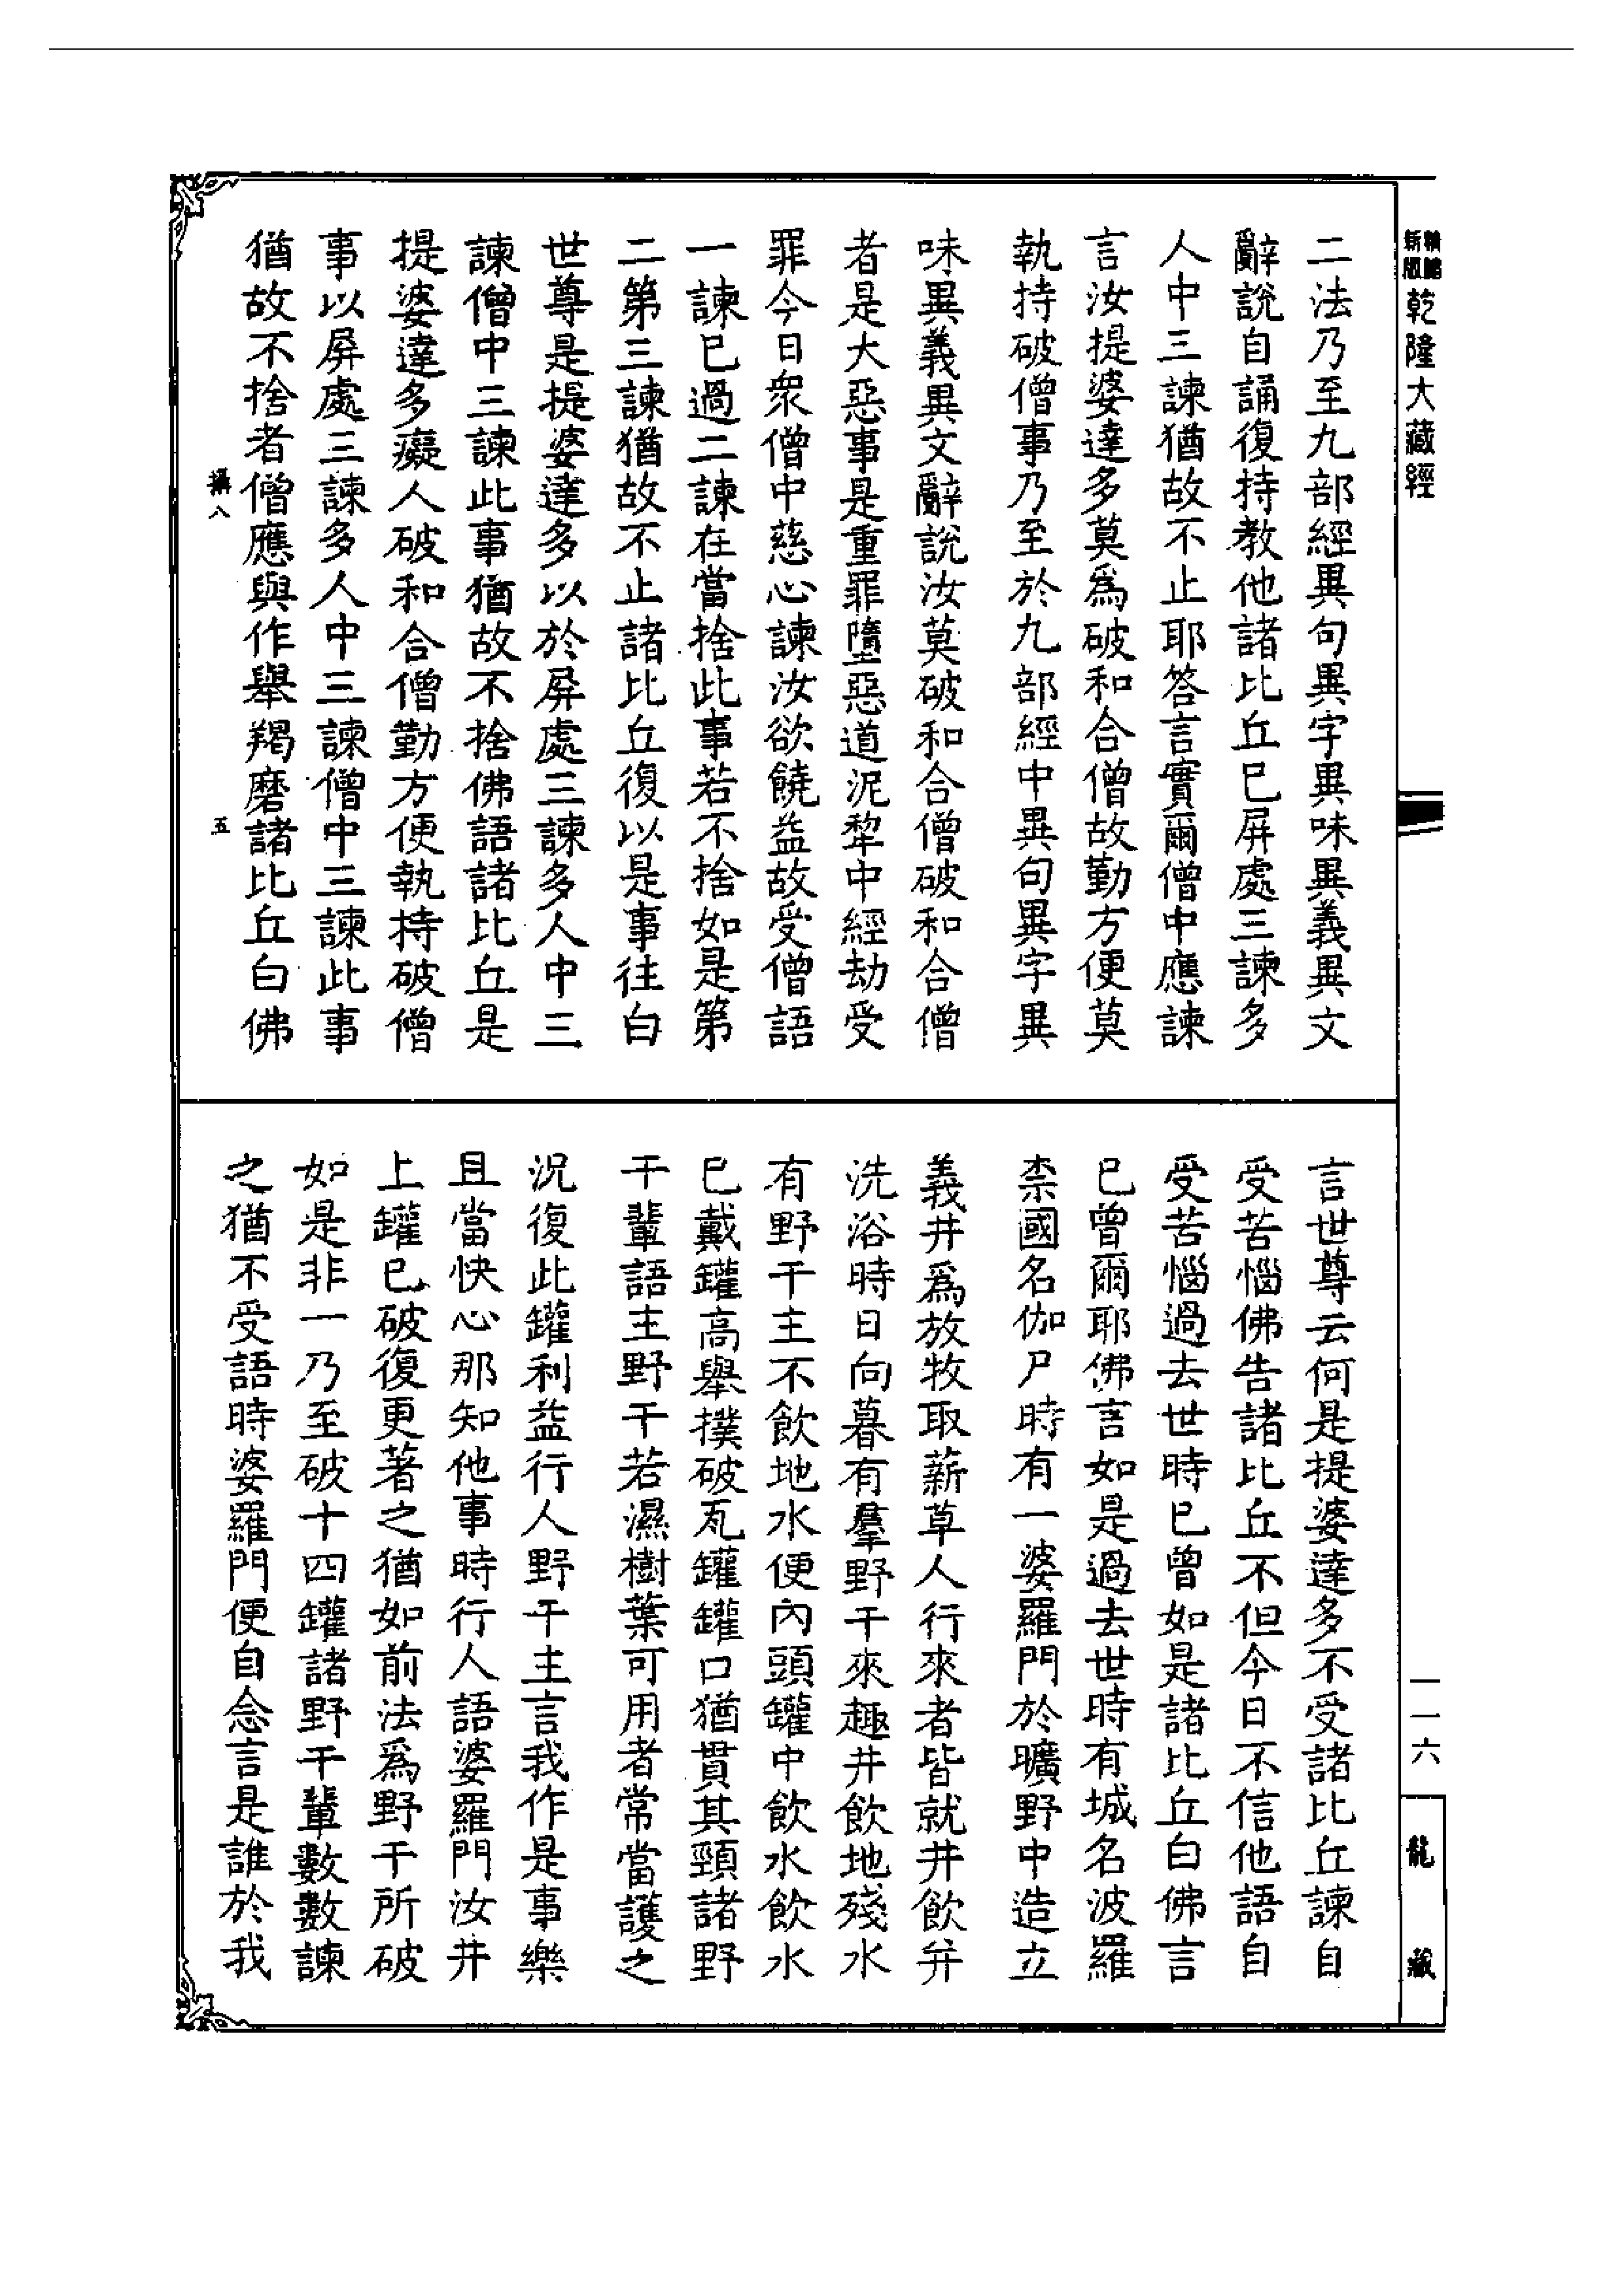 新編縮版 乾隆大藏經
二法乃至九部經異句異字異味異義異文
辭說自誦復持教他諸比丘已屏處三諫多
人中三諫猶故不止耶答言實爾僧中應諫
言汝提婆達多莫為破和合僧故勤方便莫
執持破僧事乃至於九部經中異句異字異
味異義異文辭說汝莫破和合僧破和合僧
者是大惡事是重罪墮惡道泥犂中經劫受
罪今日衆僧中慈心諫汝欲饒益故受僧語
一諫已過二諫在當捨此事若不捨如是第
二第三諫猶故不止諸比丘復以是事往白
世尊是提婆達多以於屏處三諫多人中三
諫僧中三諫此事猶故不捨佛語諸比丘是
提婆達多癡人破和合僧勤方便執持破僧
事以屏處三諫多人中三諫僧中三諫此事
猶故不捨者僧應與作舉羯磨諸比丘白佛
攝八 五
言世尊云何是提婆達多不受諸比丘諫自
受苦惱佛告諸比丘不但今日不信他語自
受苦惱過去世時已曾如是諸比丘白佛言
已曾爾耶佛言如是過去世時有城名波羅
柰國名伽尸時有一婆羅門於曠野中造立
義井為放牧取薪草人行來者皆就井飲并
洗浴時日向暮有羣野干來趣井飲地殘水
有野干主不飲地水便內頭罐中飲水飲水
已戴罐高舉撲破瓦罐罐口猶貫其頸諸野
干輩語主野干若濕樹葉可用者常當護之
況復此罐利益行人野干主言我作是事樂
且當快心那知他事時行人語婆羅門汝井
上罐已破復更著之猶如前法為野干所破
如是非一乃至破十四罐諸野干輩數數諫
之猶不受語時婆羅門便自念言是誰於我
一一六
龍藏